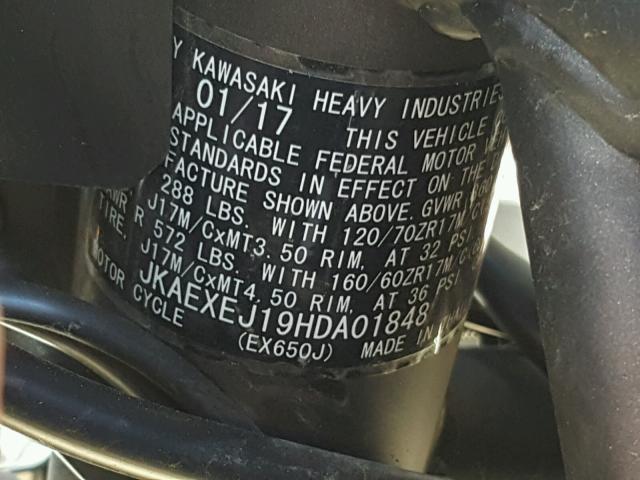 Y KAWASAKI HEAVY INDUSTRIES
01/17 THIS VEHICLE
APPLICABLE FEDERAL MOTOR
STANDARDS IN EFFECT ON THE
FACTURE SHOWN ABOVE. GVWR
288 LBS. WITH 120/70ZR17M/C
J17M/CxMT3.50 RIM, AT 32 PSI
R 572 LBS. WITH 160/60ZR17M/C
TIRE, J17M/CxMT4.50 RIM, AT 36 PSI
JKAEXEJ19HDA01848
MOTOR CYCLE (EX650J) MADE IN